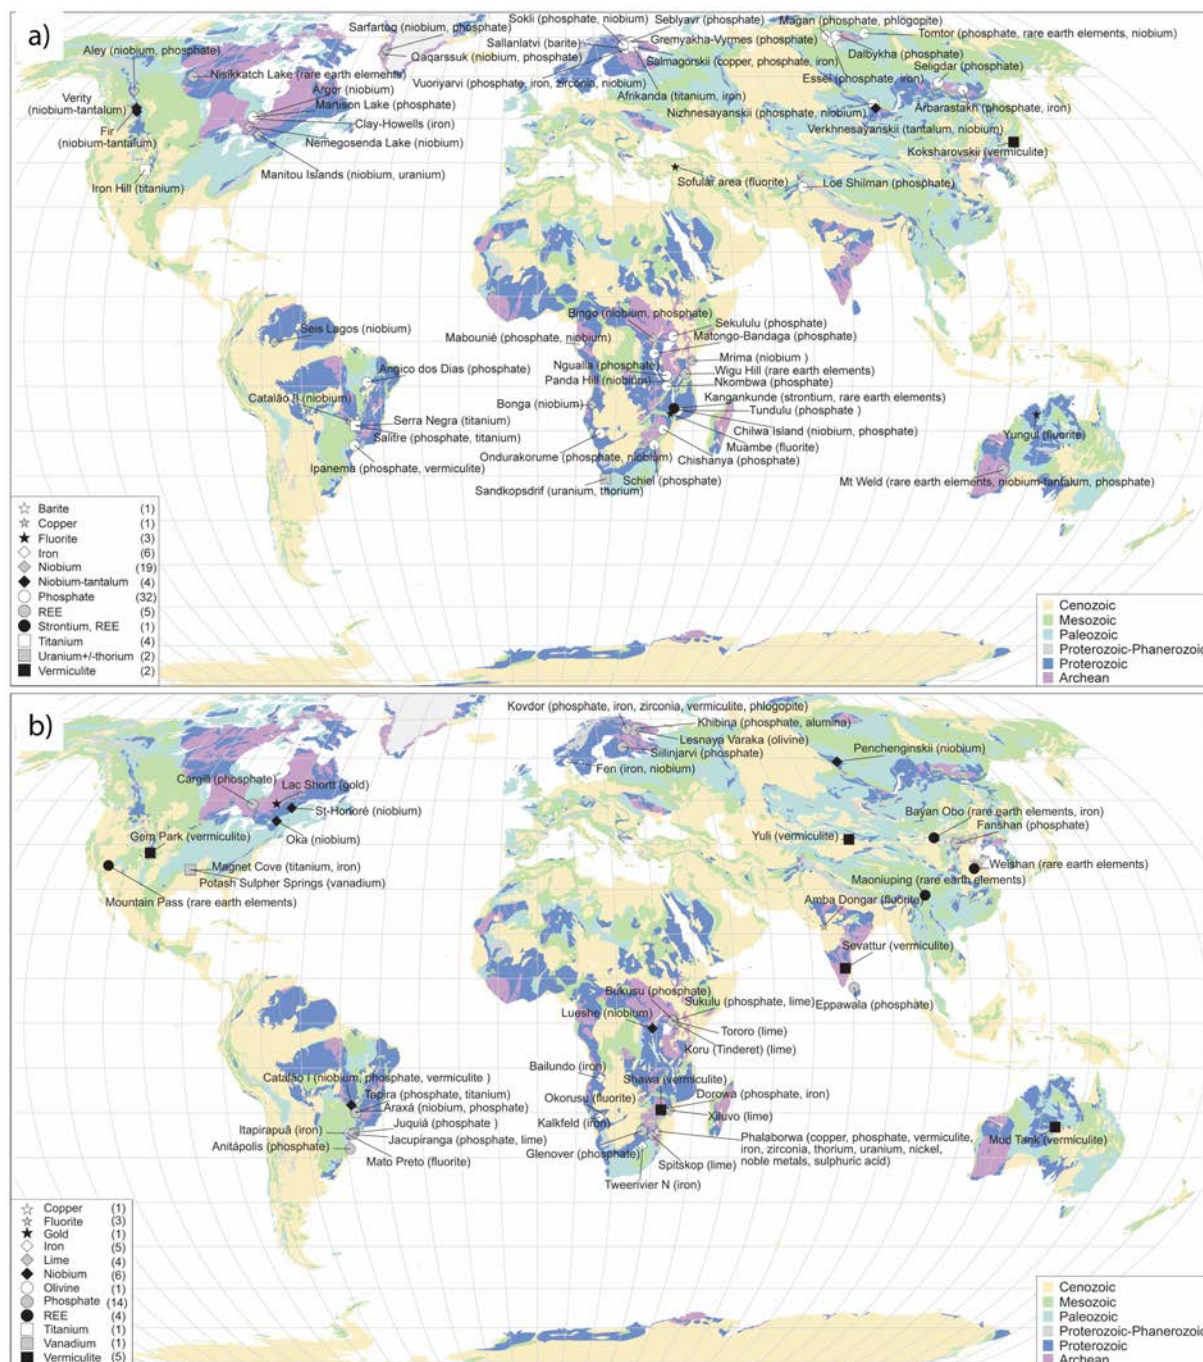 a)
Sarfartoq (niobium, phosphate)
Sokli (phosphate, niobium)
Seblyavr (phosphate)
Magan (phosphate, phlogopite)
Aley (niobium, phosphate)
Sallanlatvi (barite)
Gremyakha-Vyrmes (phosphate)
Tomtor (phosphate, rare earth elements, niobium)
Qaqarssuk (niobium, phosphate)
Salmagorskii (copper, phosphate, iron)
Dalbykha (phosphate)
Nisikkatch Lake (rare earth elements)
Vuoriyarvi (phosphate, iron, zirconia, niobium)
Essei (phosphate, iron)
Seligdar (phosphate)
Argor (niobium)
Afrikanda (titanium, iron)
Verity
(niobium-tantalum)
Martison Lake (phosphate)
Nizhnesayanskii (phosphate, niobium)
Arbarastakh (phosphate, iron)
Clay-Howells (iron)
Verkhnesayanskii (tantalum, niobium)
Fir
(niobium-tantalum)
Nemegosenda Lake (niobium)
Koksharovskii (vermiculite)
Manitou Islands (niobium, uranium)
Sofular area (fluorite)
Loe Shilman (phosphate)
Iron Hill (titanium)
Bingo (niobium, phosphate)
Seis Lagos (niobium)
Sekululu (phosphate)
Mabounié (phosphate, niobium)
Matongo-Bandaga (phosphate)
Mrima (niobium )
Angico dos Dias (phosphate)
Ngualla (phosphate)
Wigu Hill (rare earth elements)
Panda Hill (niobium)
Nkombwa (phosphate)
Catalão II (niobium)
Bonga (niobium)
Kangankunde (strontium, rare earth elements)
Tundulu (phosphate )
Serra Negra (titanium)
Chilwa Island (niobium, phosphate)
Yungul (fluorite)
Salitre (phosphate, titanium)
Muambe (fluorite)
Ondurakorume (phosphate, niobium)
Chishanya (phosphate)
Ipanema (phosphate, vermiculite)
Schiel (phosphate)
Mt Weld (rare earth elements, niobium-tantalum, phosphate)
Sandkopsdrif (uranium, thorium)
Barite (1)
Copper (1)
Fluorite (3)
Iron (6)
Niobium (19)
Niobium-tantalum (4)
Phosphate (32)
REE (5)
Strontium, REE (1)
Titanium (4)
Uranium+/-thorium (2)
Vermiculite (2)
Cenozoic
Mesozoic
Paleozoic
Proterozoic-Phanerozoic
Proterozoic
Archean
b)
Kovdor (phosphate, iron, zirconia, vermiculite, phlogopite)
Khibina (phosphate, alumina)
Lesnaya Varaka (olivine)
Siilinjarvi (phosphate)
Penchenginskii (niobium)
Fen (iron, niobium)
Cargill (phosphate)
Lac Shortt (gold)
St-Honoré (niobium)
Bayan Obo (rare earth elements, iron)
Fanshan (phosphate)
Gem Park (vermiculite)
Oka (niobium)
Yuli (vermiculite)
Weishan (rare earth elements)
Magnet Cove (titanium, iron)
Maoniuping (rare earth elements)
Potash Sulpher Springs (vanadium)
Mountain Pass (rare earth elements)
Amba Dongar (fluorite)
Sevattur (vermiculite)
Bukusu (phosphate)
Sukulu (phosphate, lime)
Eppawala (phosphate)
Lueshe (niobium)
Tororo (lime)
Koru (Tinderet) (lime)
Bailundo (iron)
Catalão I (niobium, phosphate, vermiculite )
Shawa (vermiculite)
Tapira (phosphate, titanium)
Okorusu (fluorite)
Dorowa (phosphate, iron)
Araxá (niobium, phosphate)
Xiluvo (lime)
Juquiá (phosphate )
Kalkfeld (iron)
Itapirapuã (iron)
Jacupiranga (phosphate, lime)
Phalaborwa (copper, phosphate, vermiculite,
iron, zirconia, thorium, uranium, nickel,
noble metals, sulphuric acid)
Mud Tank (vermiculite)
Anitápolis (phosphate)
Glenover (phosphate)
Mato Preto (fluorite)
Spitskop (lime)
Tweerivier N (iron)
Copper (1)
Fluorite (3)
Gold (1)
Iron (5)
Lime (4)
Niobium (6)
Olivine (1)
Phosphate (14)
REE (4)
Titanium (1)
Vanadium (1)
Vermiculite (5)
Cenozoic
Mesozoic
Paleozoic
Proterozoic-Phanerozoic
Proterozoic
Archean